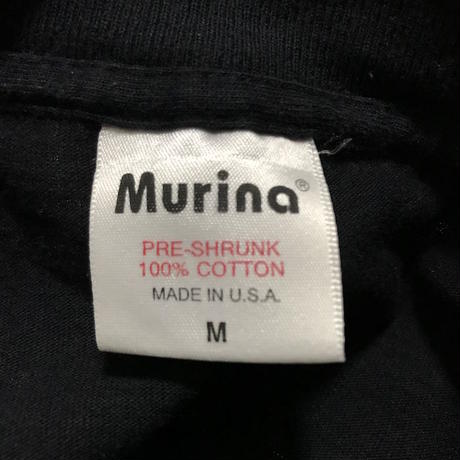 Murina®
PRE-SHRUNK
100% COTTON
MADE IN U.S.A.
M